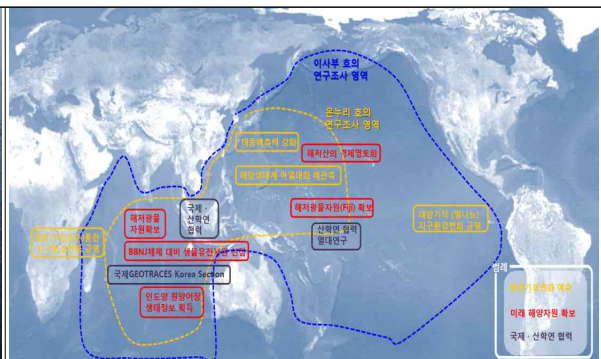 이사부 호의
연구조사 영역
온누리 호의
연구조사 영역
태풍예측력 강화
해저산의 경제영토화
해양생태계 아열대화 예관측
해저광물
자원확보
국제 ·
산학연
협력
해저광물자원(Fiji) 확보
산학연 협력
열대연구
대양기작 (엘니뇨)
지구환경변화 규명
BBNJ체제 대비 생물유전자원 선점
국제GEOTRACES Korea Section
인도양 원양어장
생태정보 획득
범례
미래 해양자원 확보
국제 · 산학연 협력